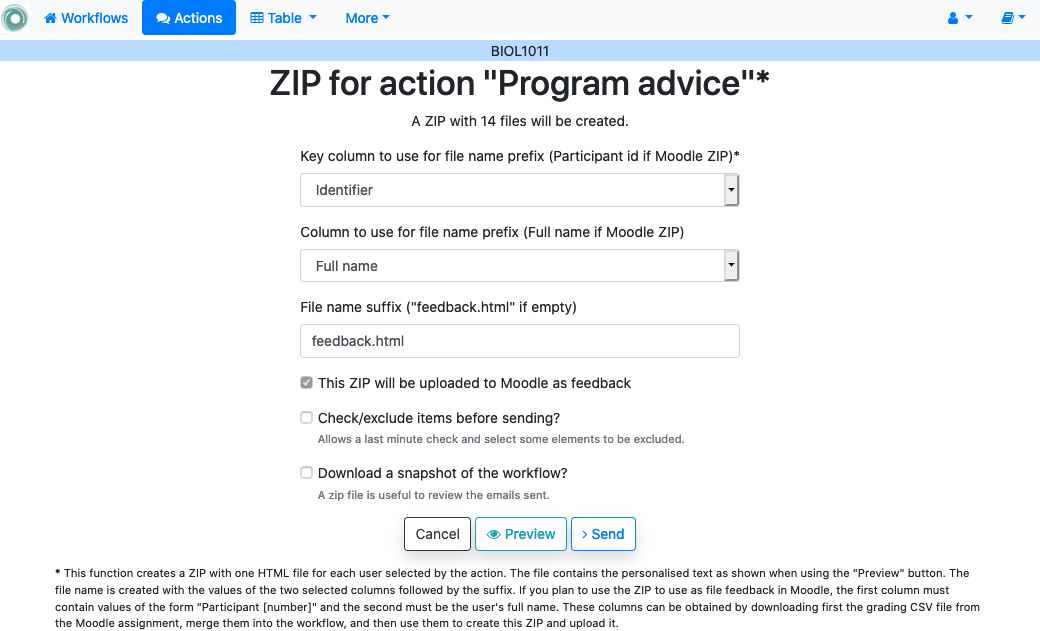 Workflows Actions Table More
BIOL1011
ZIP for action "Program advice"*
A ZIP with 14 files will be created.
Key column to use for file name prefix (Participant id if Moodle ZIP)*
Identifier
Column to use for file name prefix (Full name if Moodle ZIP)
Full name
File name suffix ("feedback.html" if empty)
feedback.html
This ZIP will be uploaded to Moodle as feedback
Check/exclude items before sending?
Allows a last minute check and select some elements to be excluded.
Download a snapshot of the workflow?
A zip file is useful to review the emails sent.
Cancel Preview Send
* This function creates a ZIP with one HTML file for each user selected by the action. The file contains the personalised text as shown when using the "Preview" button. The
file name is created with the values of the two selected columns followed by the suffix. If you plan to use the ZIP to use as file feedback in Moodle, the first column must
contain values of the form "Participant [number]" and the second must be the user's full name. These columns can be obtained by downloading first the grading CSV file from
the Moodle assignment, merge them into the workflow, and then use them to create this ZIP and upload it.